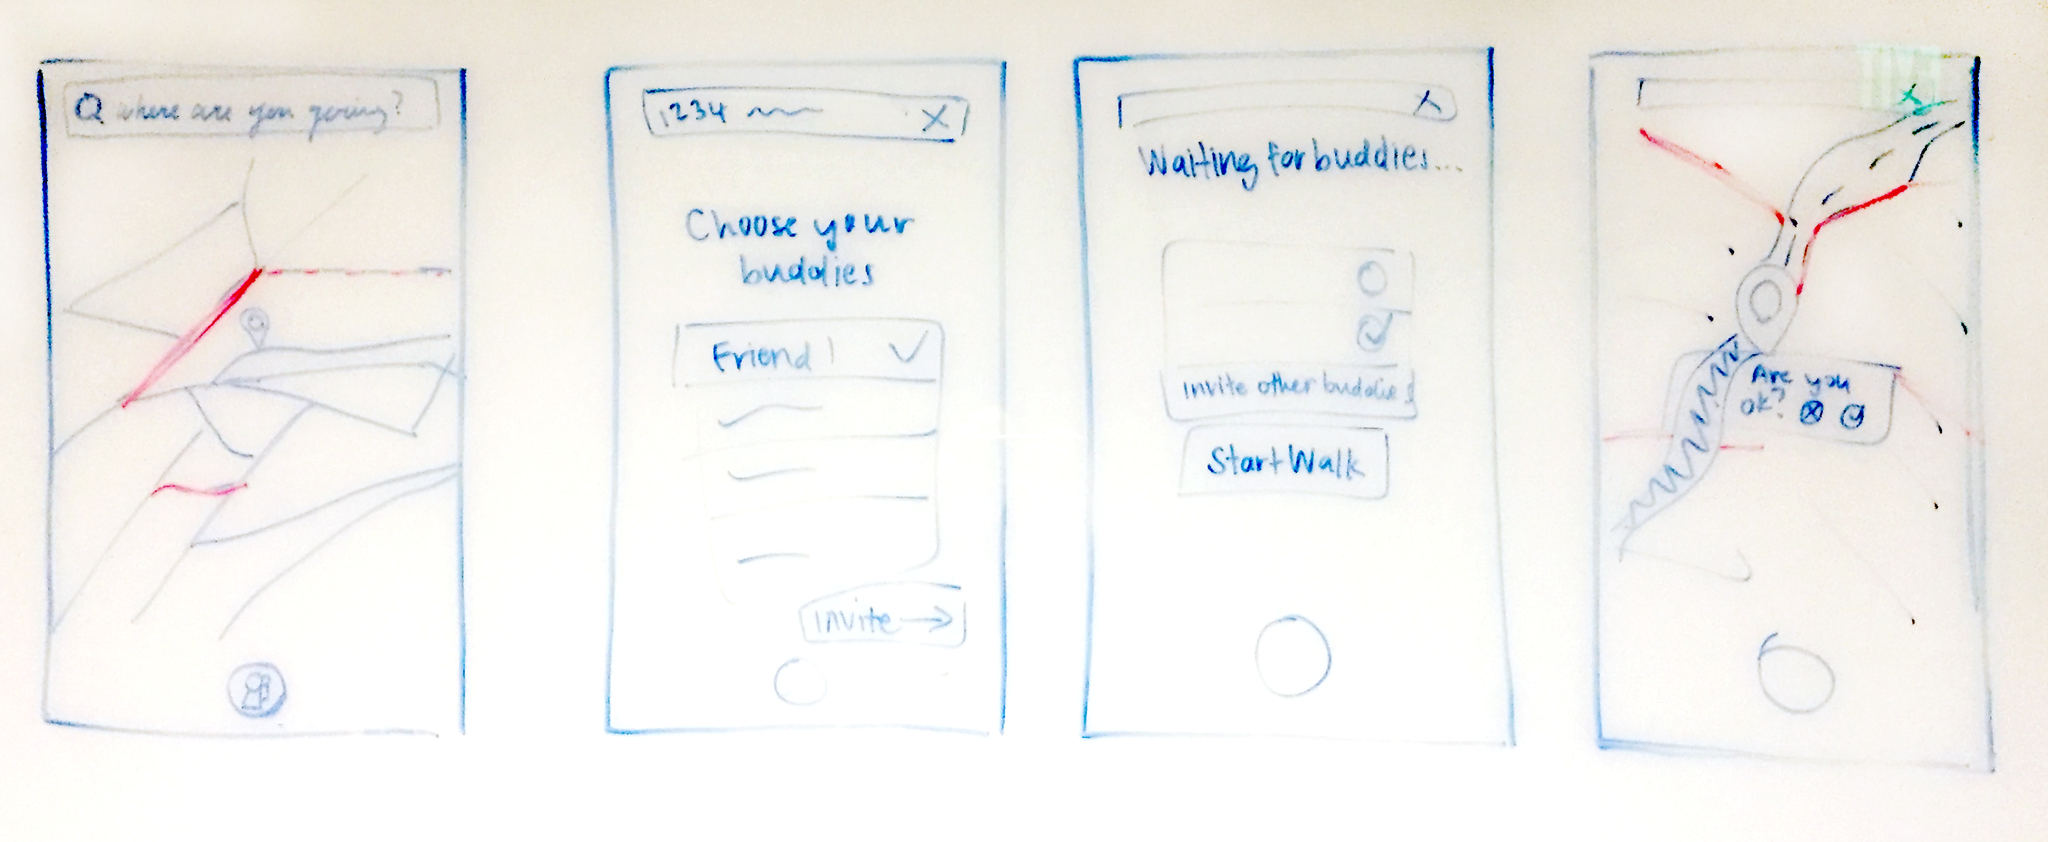 where are you going?
1234
X
Choose your
buddies
Friend 1
invite
X
Waiting for buddies...
invite other buddies
Start Walk
X
Are you
ok?